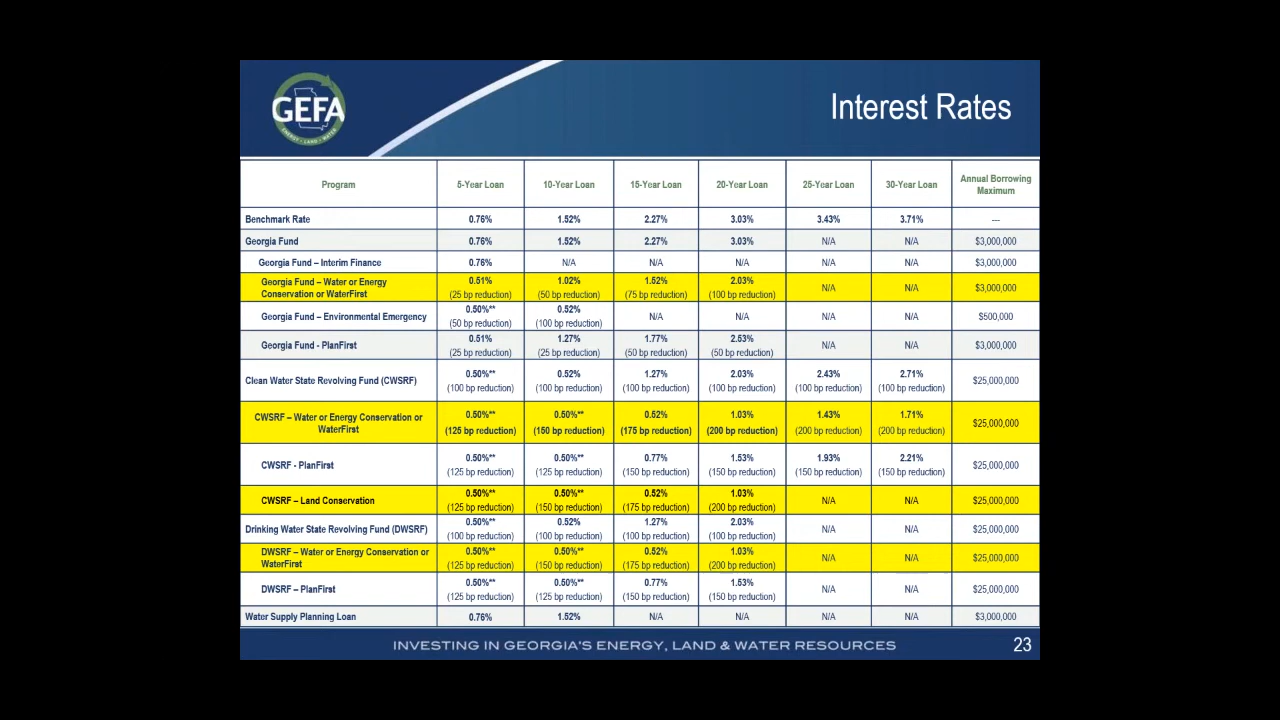 GEFA
ENERGY • LAND • WATER
Interest Rates
Program 5-Year Loan 10-Year Loan 15-Year Loan 20-Year Loan 25-Year Loan 30-Year Loan Annual Borrowing
Maximum
Benchmark Rate 0.76% 1.52% 2.27% 3.03% 3.43% 3.71% ---
Georgia Fund 0.76% 1.52% 2.27% 3.03% N/A N/A $3,000,000
Georgia Fund – Interim Finance 0.76% N/A N/A N/A N/A N/A $3,000,000
Georgia Fund – Water or Energy 0.51% 1.02% 1.52% 2.03% N/A N/A $3,000,000
Conservation or WaterFirst (25 bp reduction) (50 bp reduction) (75 bp reduction) (100 bp reduction)
Georgia Fund – Environmental Emergency 0.50%** 0.52% N/A N/A N/A N/A $500,000
(50 bp reduction) (100 bp reduction)
Georgia Fund - PlanFirst 0.51% 1.27% 1.77% 2.53% N/A N/A $3,000,000
(25 bp reduction) (25 bp reduction) (50 bp reduction) (50 bp reduction)
Clean Water State Revolving Fund (CWSRF) 0.50%** 0.52% 1.27% 2.03% 2.43% 2.71% $25,000,000
(100 bp reduction) (100 bp reduction) (100 bp reduction) (100 bp reduction) (100 bp reduction) (100 bp reduction)
CWSRF – Water or Energy Conservation or 0.50%** 0.50%** 0.52% 1.03% 1.43% 1.71% $25,000,000
WaterFirst (125 bp reduction) (150 bp reduction) (175 bp reduction) (200 bp reduction) (200 bp reduction) (200 bp reduction)
CWSRF - PlanFirst 0.50%** 0.50%** 0.77% 1.53% 1.93% 2.21% $25,000,000
(125 bp reduction) (125 bp reduction) (150 bp reduction) (150 bp reduction) (150 bp reduction) (150 bp reduction)
CWSRF – Land Conservation 0.50%** 0.50%** 0.52% 1.03% N/A N/A $25,000,000
(125 bp reduction) (150 bp reduction) (175 bp reduction) (200 bp reduction)
Drinking Water State Revolving Fund (DWSRF) 0.50%** 0.52% 1.27% 2.03% N/A N/A $25,000,000
(100 bp reduction) (100 bp reduction) (100 bp reduction) (100 bp reduction)
DWSRF – Water or Energy Conservation or 0.50%** 0.50%** 0.52% 1.03% N/A N/A $25,000,000
WaterFirst (125 bp reduction) (150 bp reduction) (175 bp reduction) (200 bp reduction)
DWSRF – PlanFirst 0.50%** 0.50%** 0.77% 1.53% N/A N/A $25,000,000
(125 bp reduction) (125 bp reduction) (150 bp reduction) (150 bp reduction)
Water Supply Planning Loan 0.76% 1.52% N/A N/A N/A N/A $3,000,000
INVESTING IN GEORGIA'S ENERGY, LAND & WATER RESOURCES
23